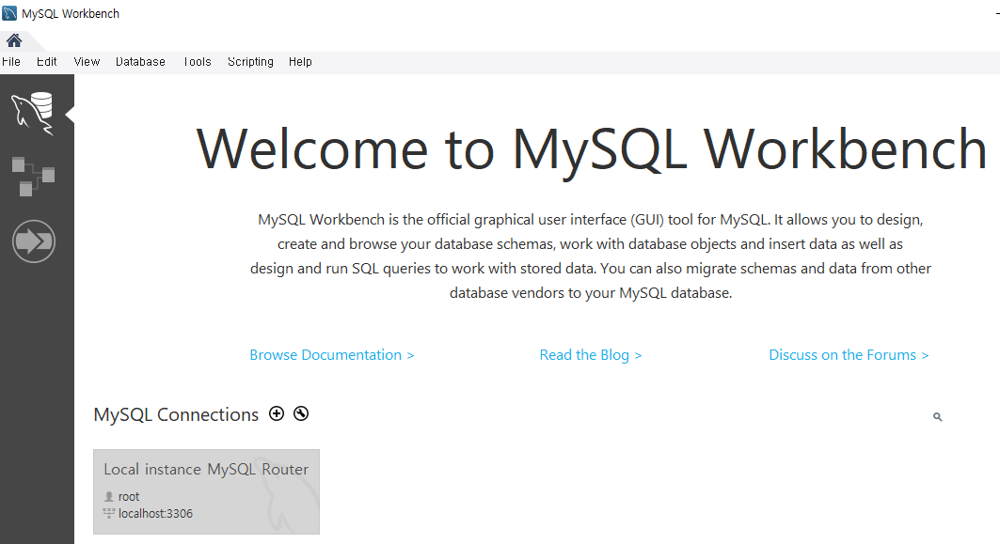 MySQL Workbench
File Edit View Database Tools Scripting Help
Welcome to MySQL Workbench
MySQL Workbench is the official graphical user interface (GUI) tool for MySQL. It allows you to design,
create and browse your database schemas, work with database objects and insert data as well as
design and run SQL queries to work with stored data. You can also migrate schemas and data from other
database vendors to your MySQL database.
Browse Documentation > Read the Blog > Discuss on the Forums >
MySQL Connections
Local instance MySQL Router
root
localhost:3306